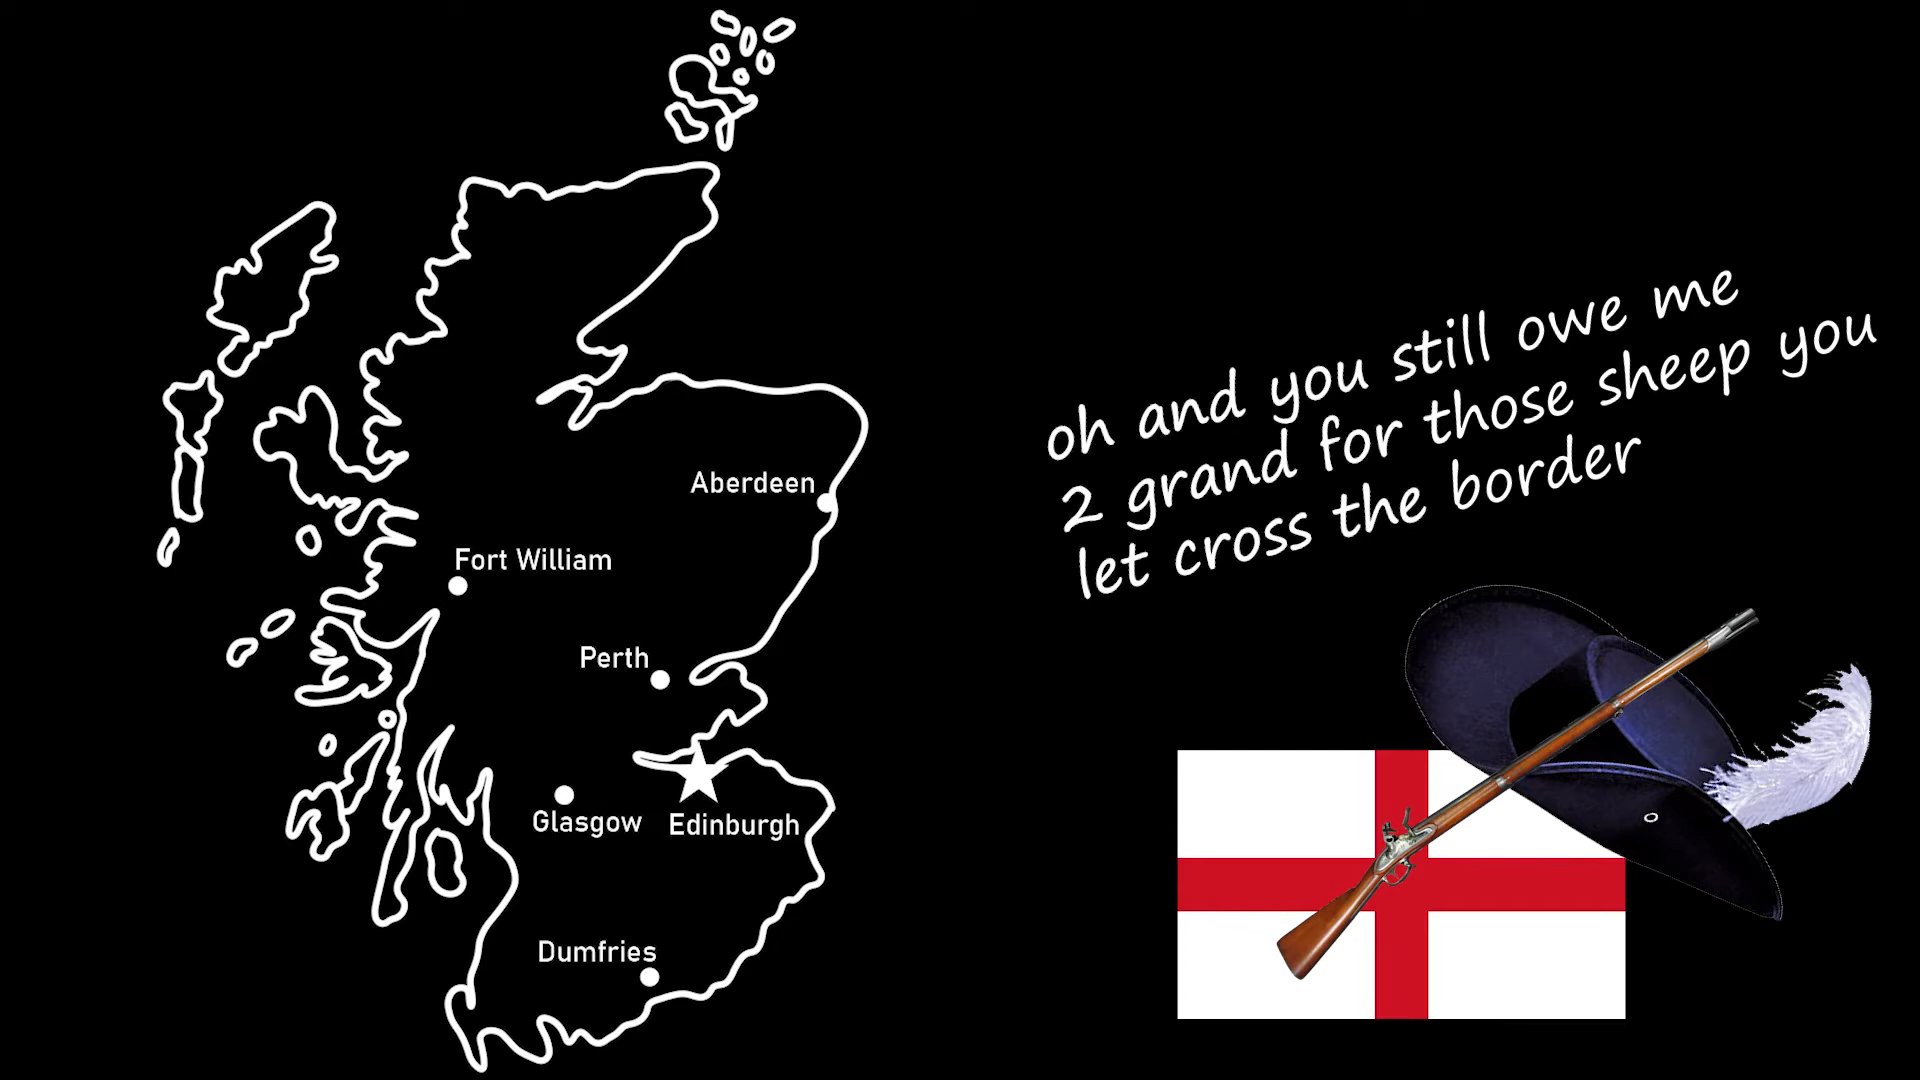 Aberdeen
Fort William
Perth
Glasgow
Edinburgh
Dumfries
oh and you still owe me
2 grand for those sheep you
let cross the border